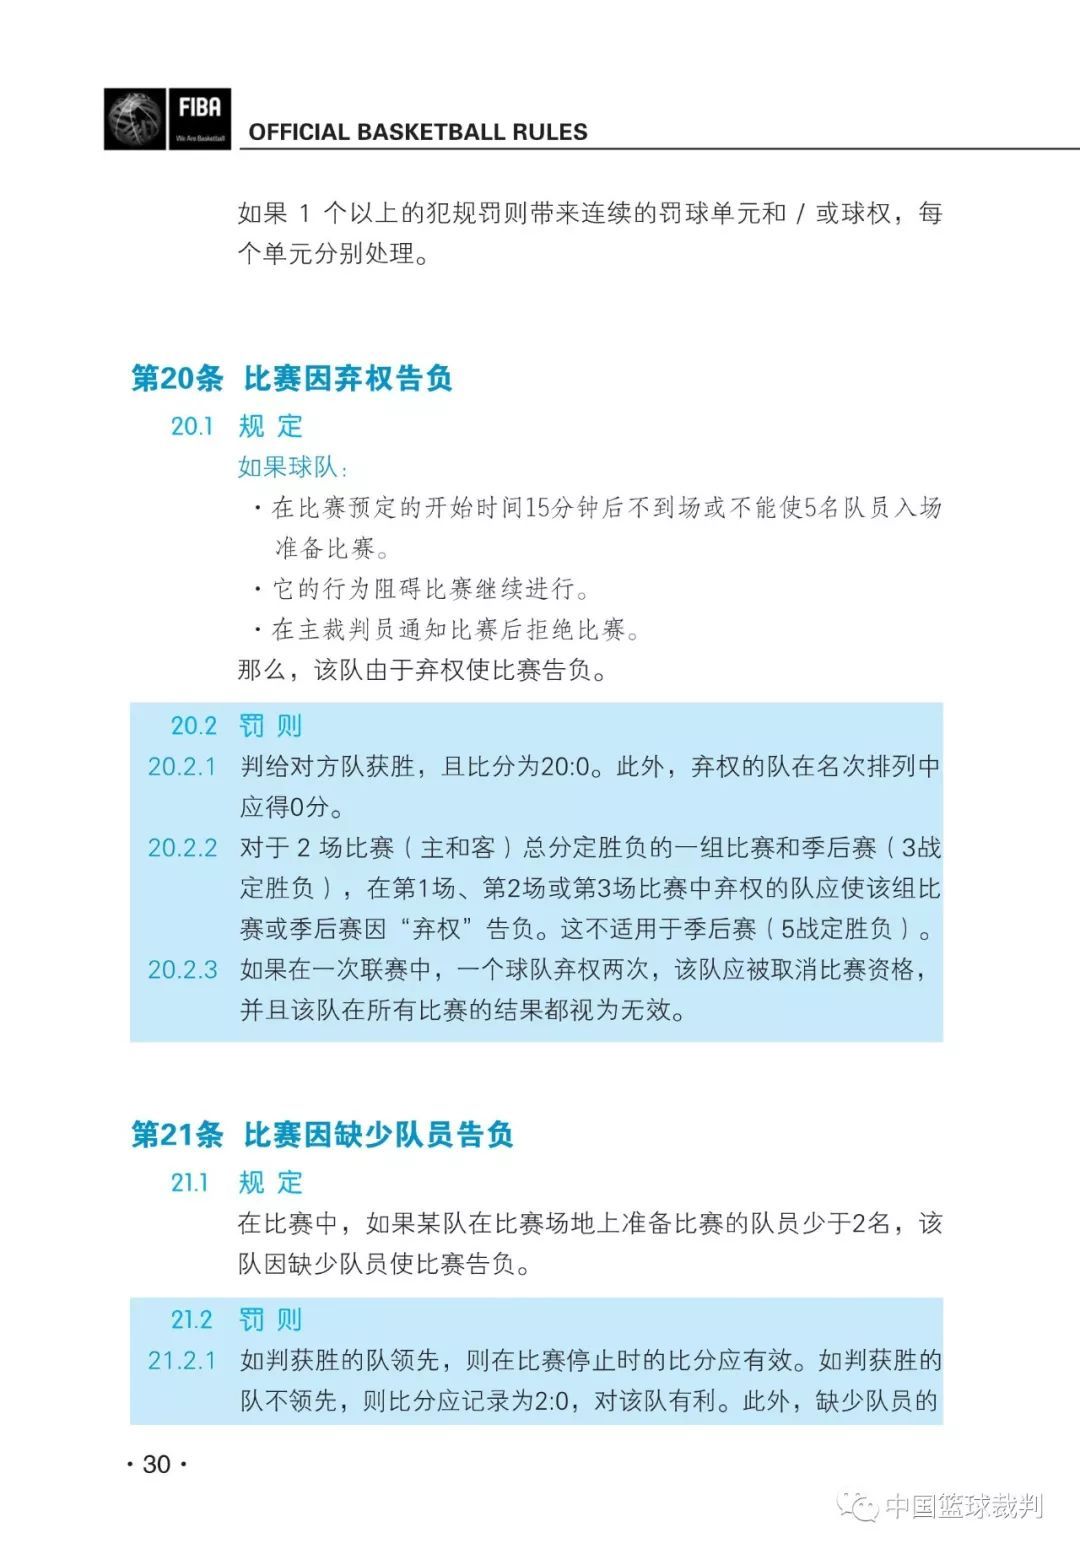 FIBA
We Are Basketball
OFFICIAL BASKETBALL RULES
如果 1 个以上的犯规罚则带来连续的罚球单元和 / 或球权，每
个单元分别处理。
第20条 比赛因弃权告负
20.1 规 定
如果球队：
·在比赛预定的开始时间15分钟后不到场或不能使5名队员入场
准备比赛。
·它的行为阻碍比赛继续进行。
·在主裁判员通知比赛后拒绝比赛。
那么，该队由于弃权使比赛告负。
20.2 罚 则
20.2.1 判给对方队获胜，且比分为20:0。此外，弃权的队在名次排列中
应得0分。
20.2.2 对于 2 场比赛（主和客）总分定胜负的一组比赛和季后赛（3战
定胜负），在第1场、第2场或第3场比赛中弃权的队应使该组比
赛或季后赛因“弃权”告负。这不适用于季后赛（5战定胜负）。
20.2.3 如果在一次联赛中，一个球队弃权两次，该队应被取消比赛资格，
并且该队在所有比赛的结果都视为无效。
第21条 比赛因缺少队员告负
21.1 规 定
在比赛中，如果某队在比赛场地上准备比赛的队员少于2名，该
队因缺少队员使比赛告负。
21.2 罚 则
21.2.1 如判获胜的队领先，则在比赛停止时的比分应有效。如判获胜的
队不领先，则比分应记录为2:0，对该队有利。此外，缺少队员的
·30·
中国篮球裁判